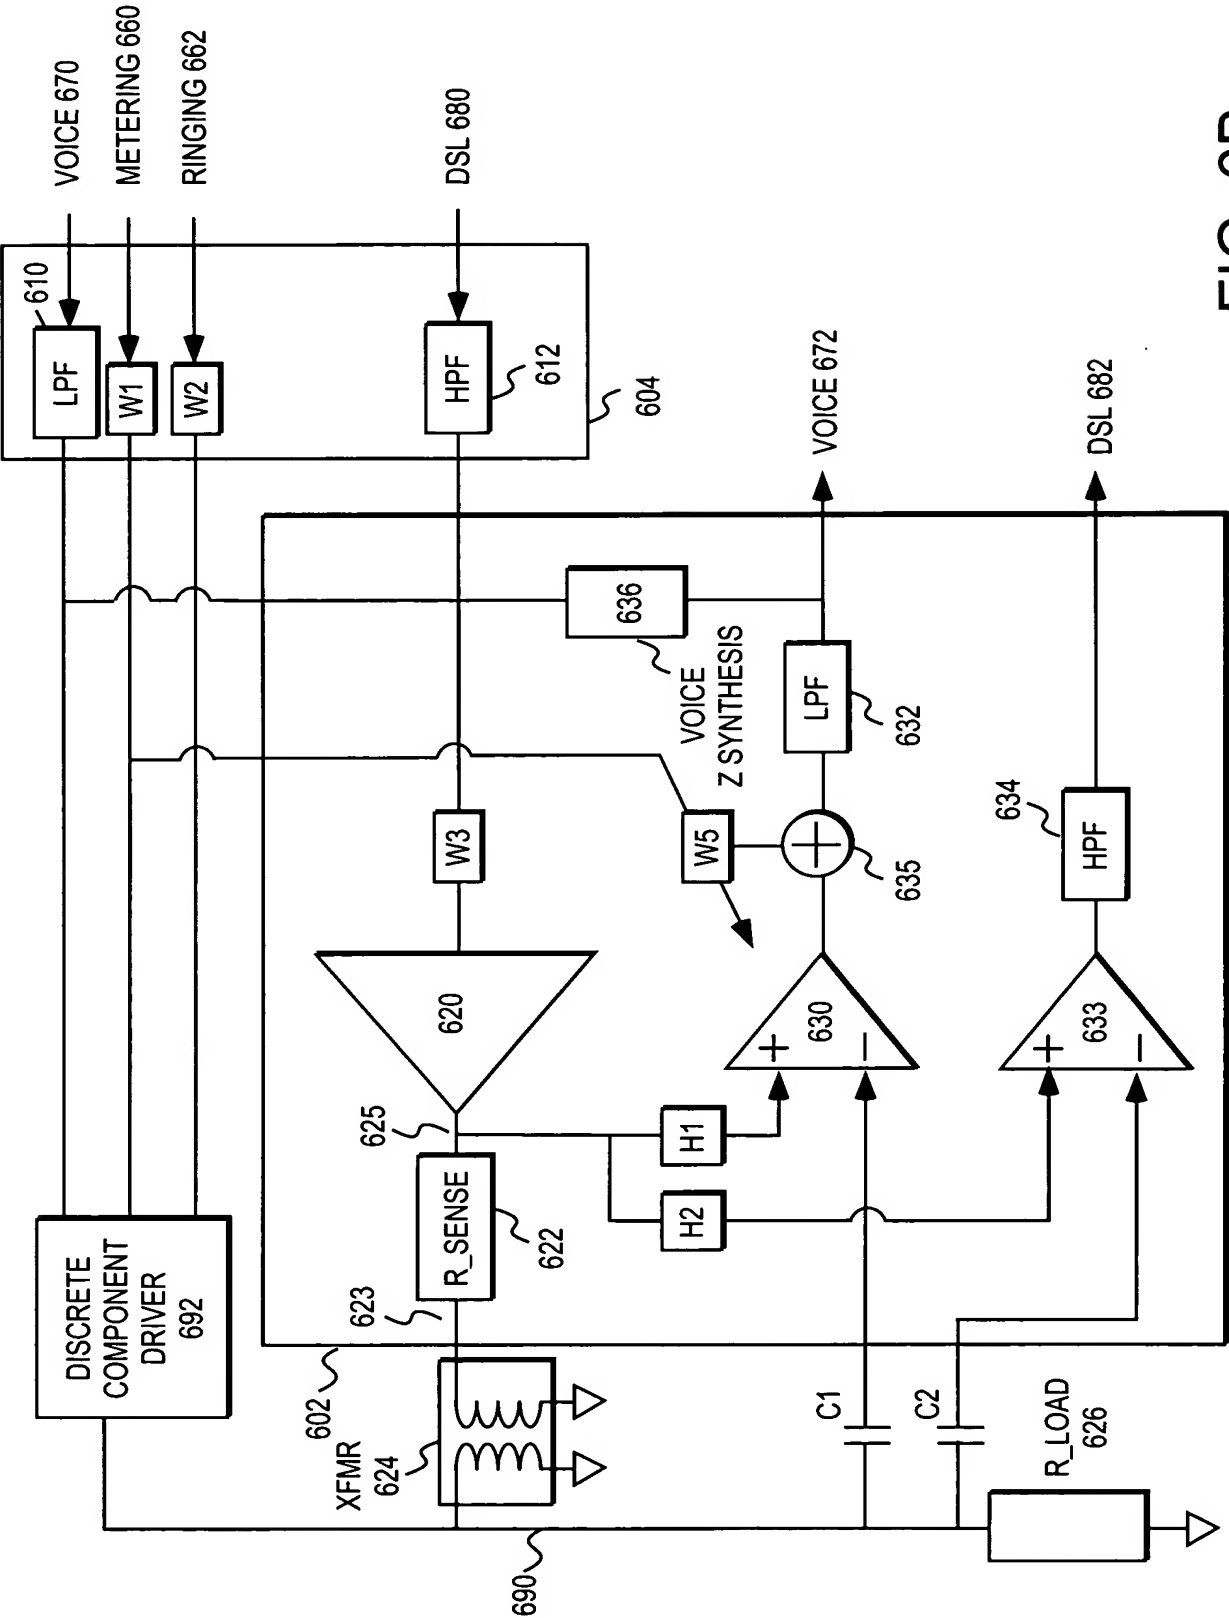 VOICE 670
METERING 660
RINGING 662
DSL 680
610
LPF
W1
W2
HPF
612
604
DISCRETE
COMPONENT
DRIVER
692
602
XFMR
624
623
R_SENSE
622
625
620
W3
636
VOICE
Z SYNTHESIS
W5
635
LPF
632
VOICE 672
H1
H2
+
−
630
+
−
633
HPF
634
DSL 682
C1
C2
R_LOAD
626
690